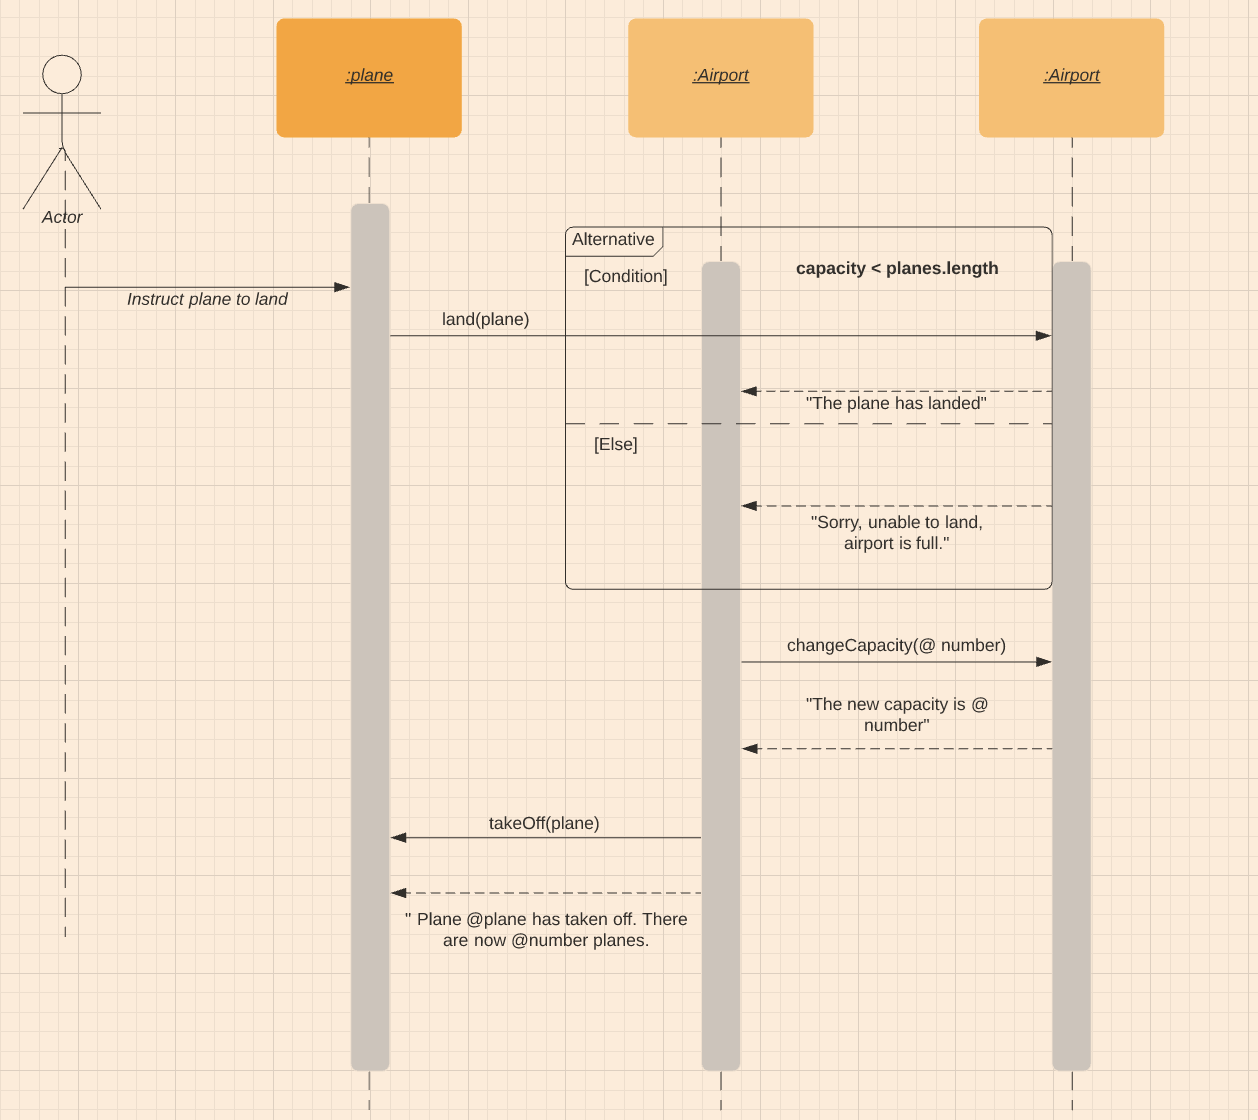 :plane
:Airport
:Airport
Actor
Alternative
[Condition]
capacity < planes.length
Instruct plane to land
land(plane)
"The plane has landed"
[Else]
"Sorry, unable to land,
airport is full."
changeCapacity(@ number)
"The new capacity is @
number"
takeOff(plane)
" Plane @plane has taken off. There
are now @number planes.